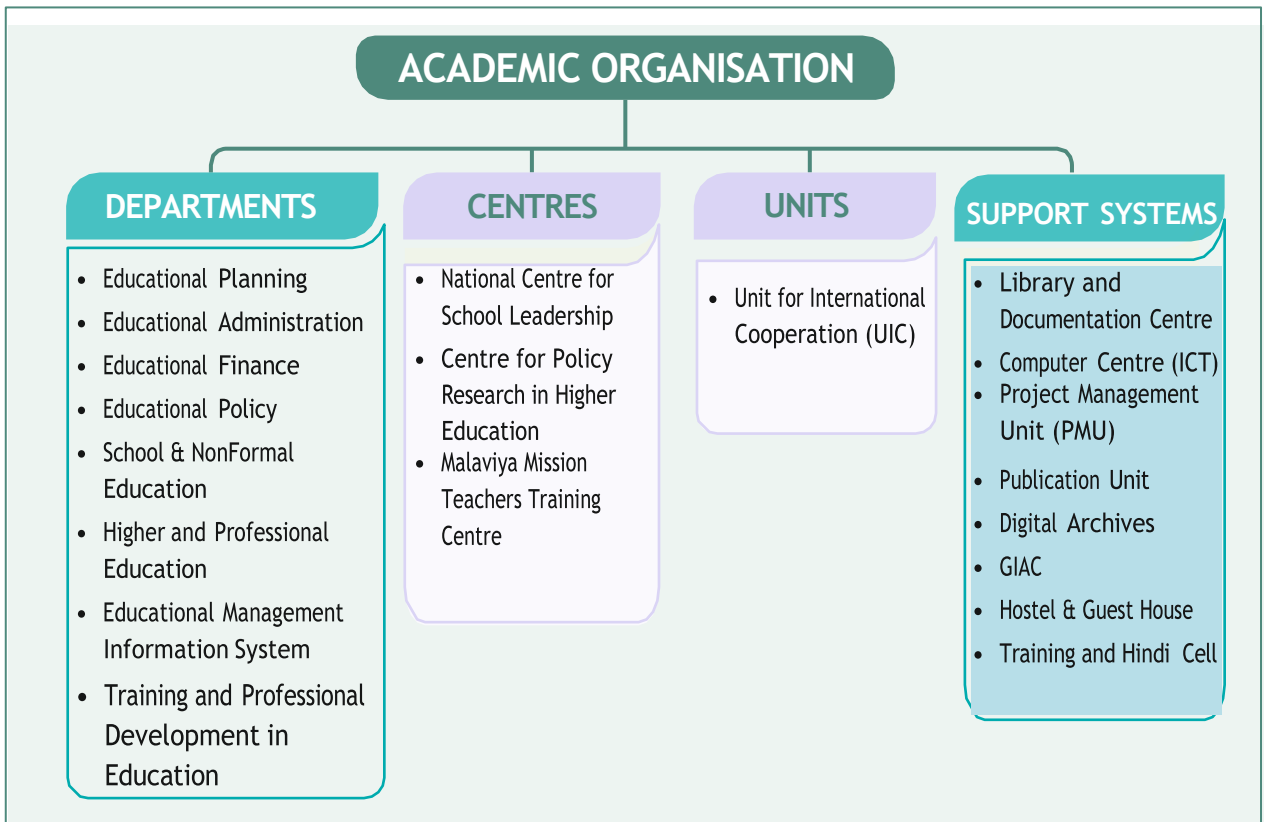 ACADEMIC ORGANISATION
DEPARTMENTS
• Educational Planning
• Educational Administration
• Educational Finance
• Educational Policy
• School & NonFormal
Education
• Higher and Professional
Education
• Educational Management
Information System
• Training and Professional
Development in
Education
CENTRES
• National Centre for
School Leadership
• Centre for Policy
Research in Higher
Education
• Malaviya Mission
Teachers Training
Centre
UNITS
• Unit for International
Cooperation (UIC)
SUPPORT SYSTEMS
• Library and
Documentation Centre
• Computer Centre (ICT)
• Project Management
Unit (PMU)
• Publication Unit
• Digital Archives
• GIAC
• Hostel & Guest House
• Training and Hindi Cell